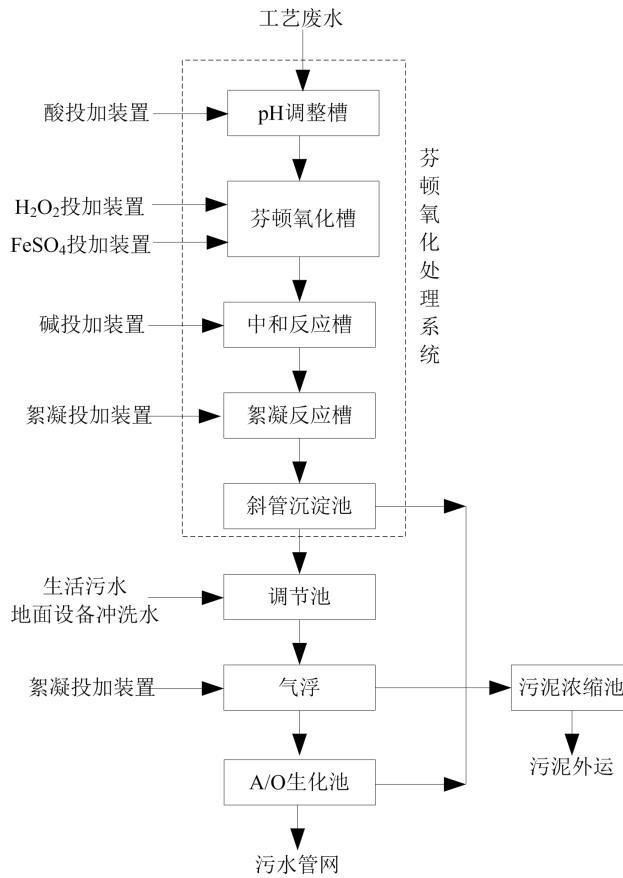 工艺废水
酸投加装置
pH调整槽
芬顿氧化处理系统
H₂O₂投加装置
FeSO₄投加装置
芬顿氧化槽
碱投加装置
中和反应槽
絮凝投加装置
絮凝反应槽
斜管沉淀池
生活污水
地面设备冲洗水
调节池
絮凝投加装置
气浮
污泥浓缩池
A/O生化池
污泥外运
污水管网